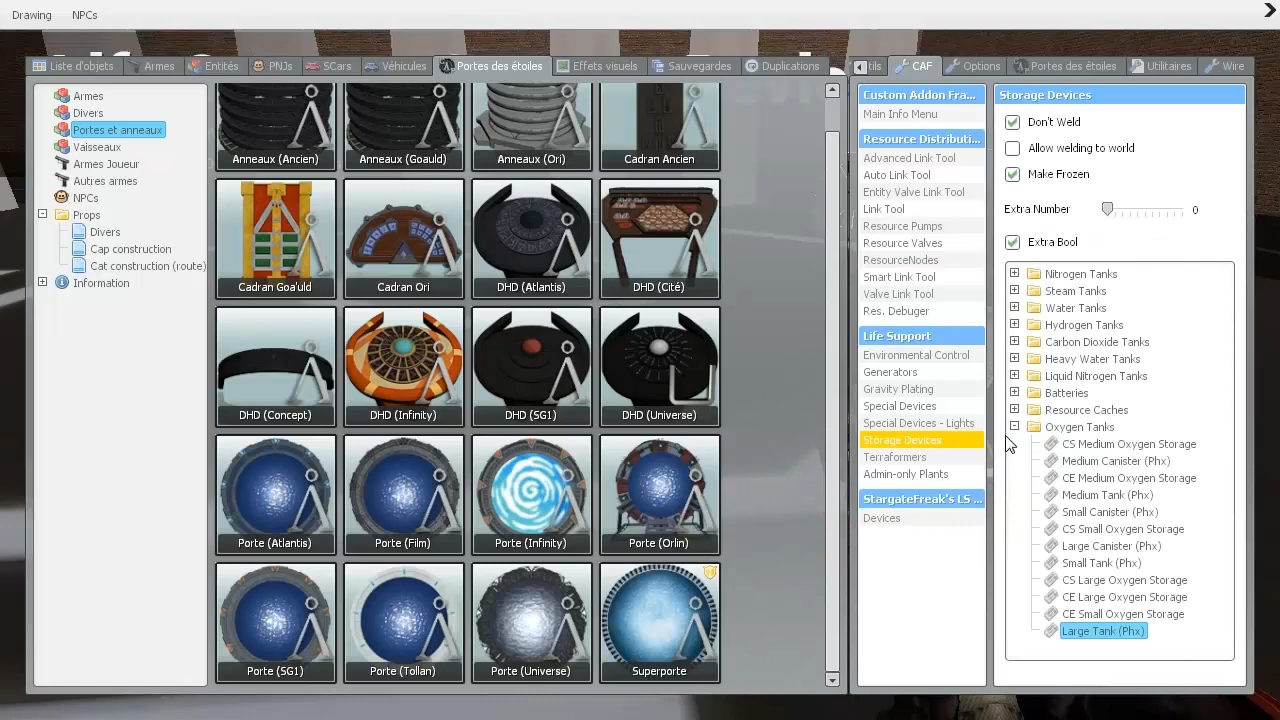 Drawing NPCs
Liste d'objets Armes Entités PNJs SCars Véhicules Portes des étoiles Effets visuels Sauvegardes Duplications
tils CAF Options Portes des étoiles Utilitaires Wire
Armes
Divers
Portes et anneaux
Vaisseaux
Armes Joueur
Autres armes
NPCs
Props
Divers
Cap construction
Cat construction (route)
Information
Anneaux (Ancien) Anneaux (Goauld) Anneaux (Ori) Cadran Ancien
Cadran Goa'uld Cadran Ori DHD (Atlantis) DHD (Cité)
DHD (Concept) DHD (Infinity) DHD (SG1) DHD (Universe)
Porte (Atlantis) Porte (Film) Porte (Infinity) Porte (Orlin)
Porte (SG1) Porte (Tollan) Porte (Universe) Superporte
Custom Addon Fra...
Main Info Menu
Resource Distributi...
Advanced Link Tool
Auto Link Tool
Entity Valve Link Tool
Link Tool
Resource Pumps
Resource Valves
ResourceNodes
Smart Link Tool
Valve Link Tool
Res. Debuger
Life Support
Environmental Control
Generators
Gravity Plating
Special Devices
Special Devices - Lights
Storage Devices
Terraformers
Admin-only Plants
StargateFreak's LS ...
Devices
Storage Devices
Don't Weld
Allow welding to world
Make Frozen
Extra Number 0
Extra Bool
Nitrogen Tanks
Steam Tanks
Water Tanks
Hydrogen Tanks
Carbon Dioxide Tanks
Heavy Water Tanks
Liquid Nitrogen Tanks
Batteries
Resource Caches
Oxygen Tanks
CS Medium Oxygen Storage
Medium Canister (Phx)
CE Medium Oxygen Storage
Medium Tank (Phx)
Small Canister (Phx)
CS Small Oxygen Storage
Large Canister (Phx)
Small Tank (Phx)
CS Large Oxygen Storage
CE Large Oxygen Storage
CE Small Oxygen Storage
Large Tank (Phx)